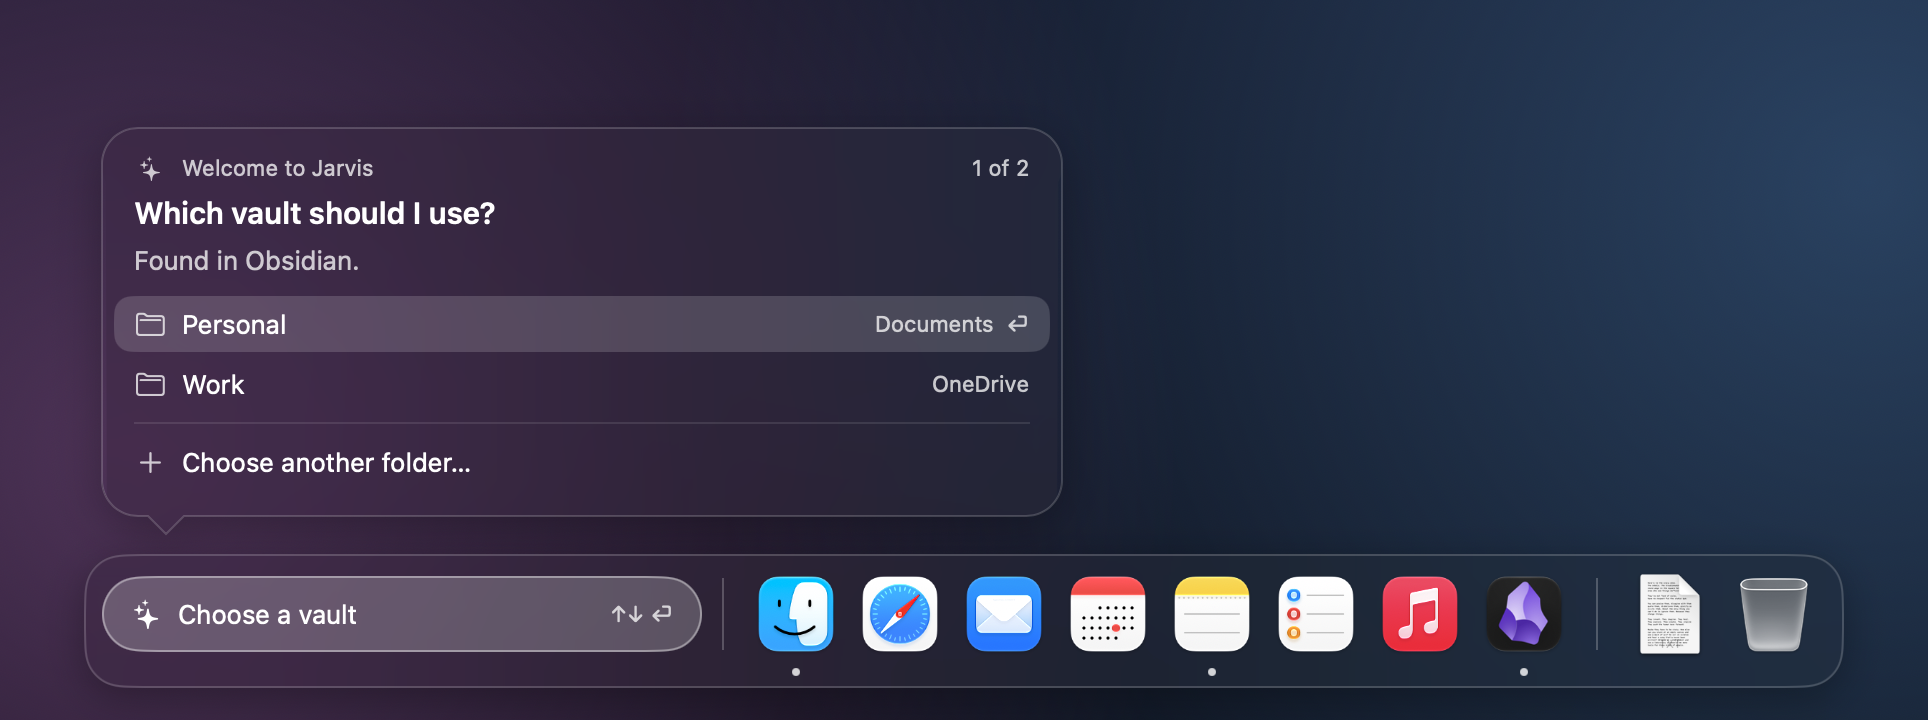 Welcome to Jarvis 1 of 2
Which vault should I use?
Found in Obsidian.
Personal Documents
Work OneDrive
Choose another folder...
Choose a vault